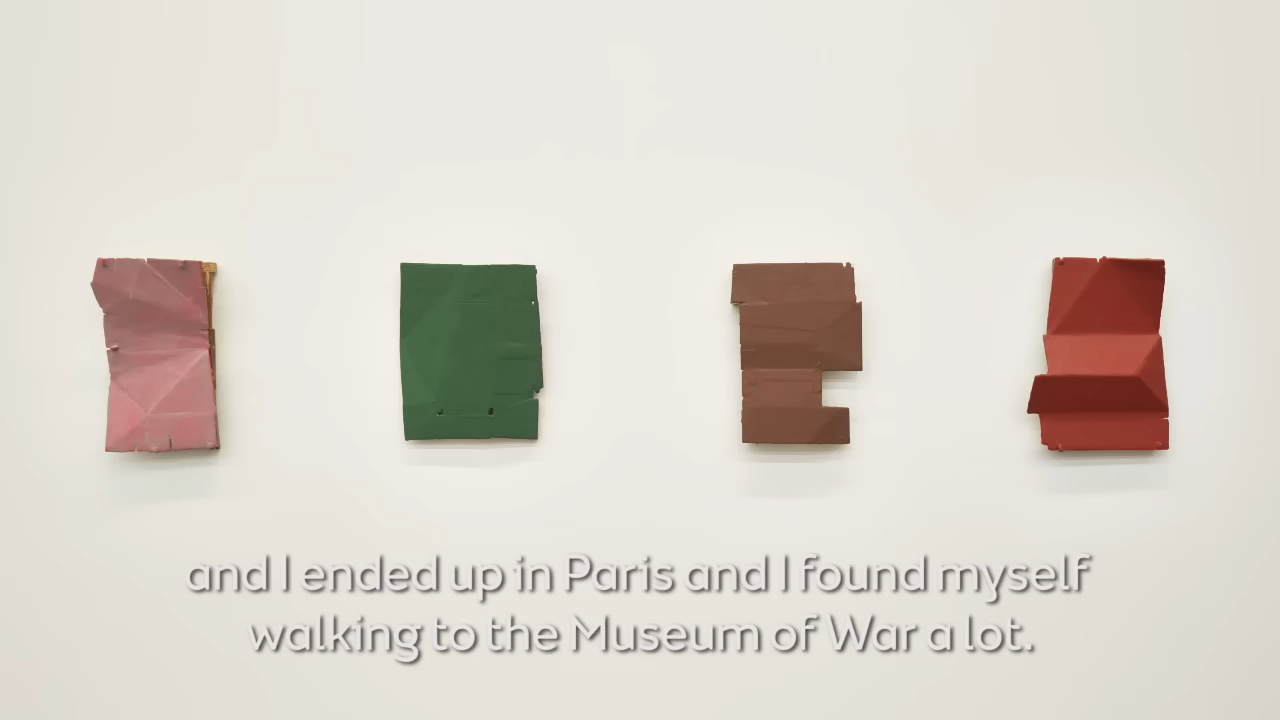 and I ended up in Paris and I found myself
walking to the Museum of War a lot.